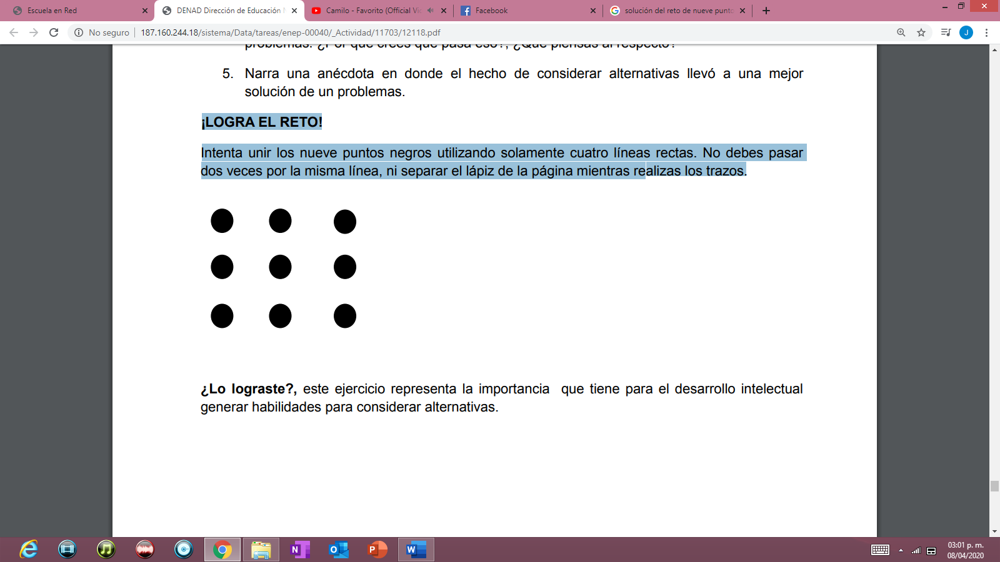 Escuela en Red
DENAD Dirección de Educación
Camilo - Favorito (Official Vi
Facebook
solución del reto de nueve punto
No seguro
187.160.244.18/sistema/Data/tareas/enep-00040/_Actividad/11703/12118.pdf
J
problemas. ¿Por qué crees que pasa eso?, ¿Qué piensas al respecto?
5. Narra una anécdota en donde el hecho de considerar alternativas llevó a una mejor
solución de un problemas.
¡LOGRA EL RETO!
Intenta unir los nueve puntos negros utilizando solamente cuatro líneas rectas. No debes pasar
dos veces por la misma línea, ni separar el lápiz de la página mientras realizas los trazos.
¿Lo lograste?, este ejercicio representa la importancia que tiene para el desarrollo intelectual
generar habilidades para considerar alternativas.
03:01 p. m.
08/04/2020